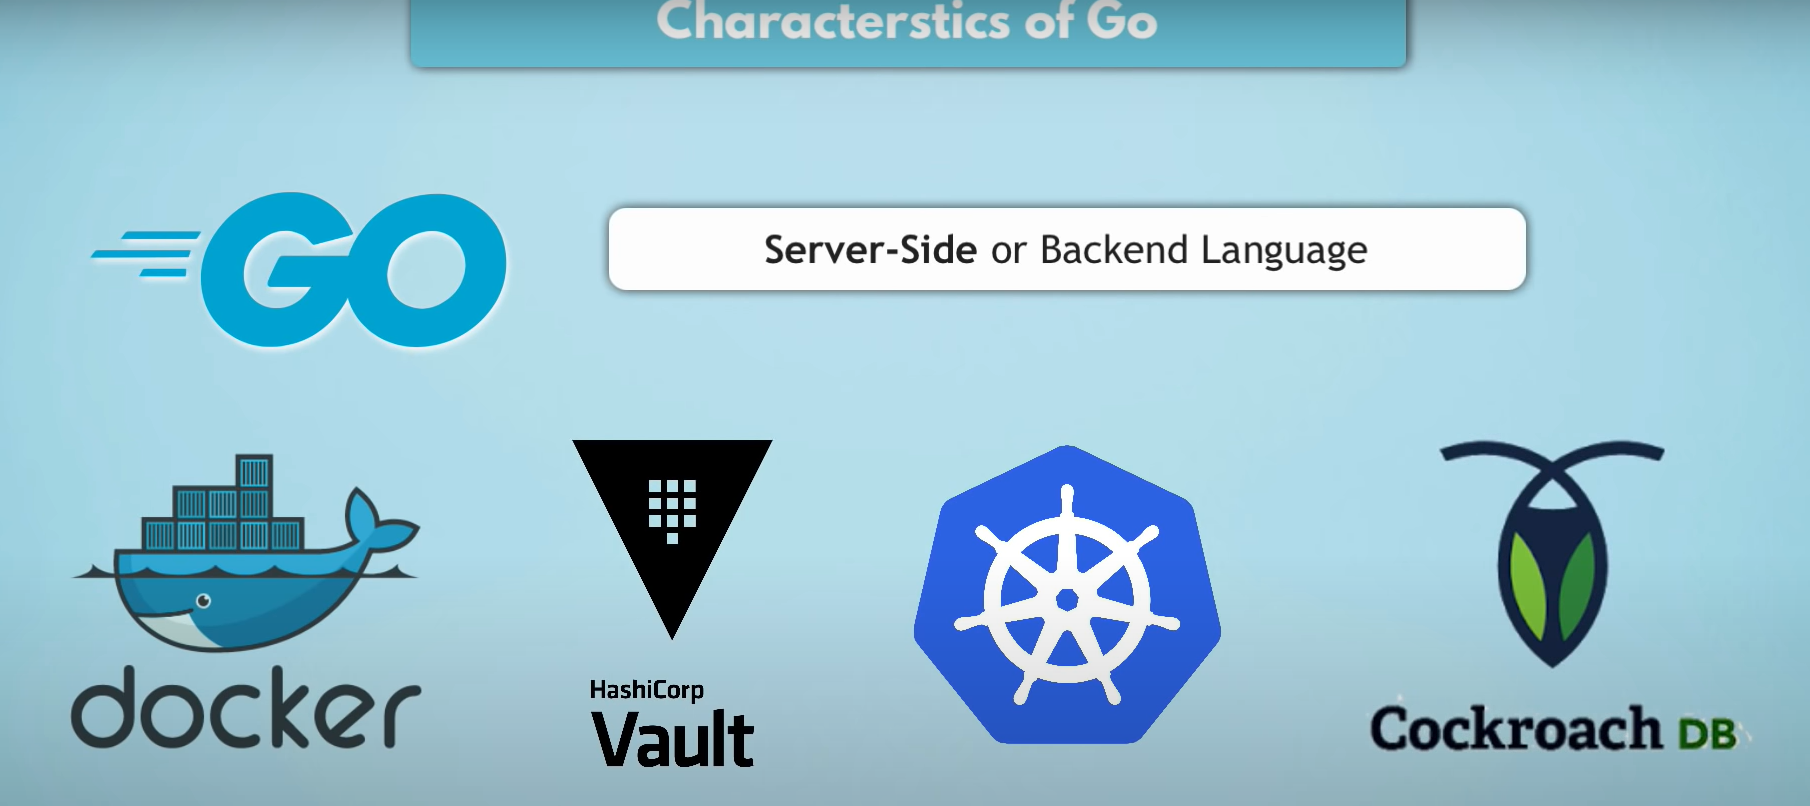 Characterstics of Go
GO
Server-Side or Backend Language
docker
HashiCorp
Vault
Cockroach DB